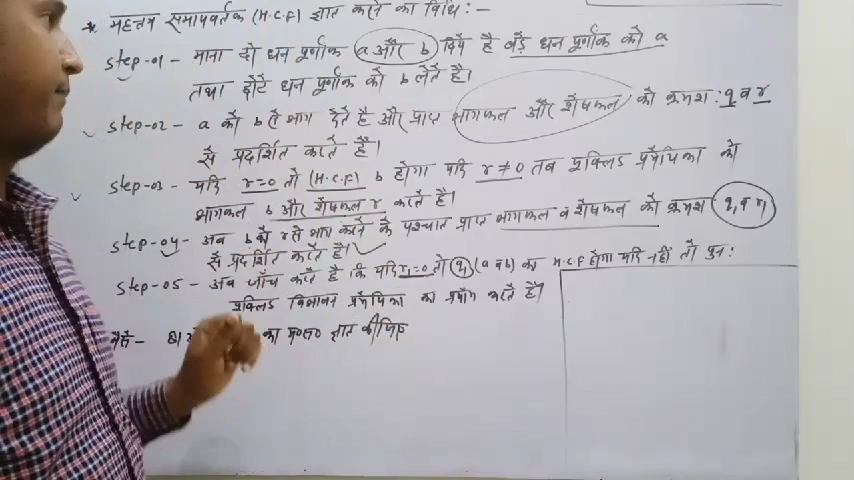 * महत्तम समापवर्तक (H.C.F) ज्ञात करने का विधि:-
step-01 - माना दो धन पूर्णांक a और b दिये है बड़े धन पूर्णांक को a
तथा छोटे धन पूर्णांक को b लेते है।
step-02 - a को b से भाग देते है और प्राप्त भागफल और शेषफल को क्रमश: q व r
से प्रदर्शित करते है।
step-03 - यदि r=0 तो (H.C.F) b होगा यदि r≠0 तब युक्लिड प्रमेयिका को
भागफल b और शेषफल r करते है।
step-04 - अब b को r से भाग करने के पश्चात प्राप्त भागफल व शेषफल को क्रमश
से प्रदर्शित करते है।
step-05 - अब जाँच करते है कि यदि r₁=0 तो (a व b) का H.C.F होगा यदि नहीं तो पुन:
युक्लिड विभाजन प्रमेयिका का प्रयोग करते है।
जैसे- का म०स० ज्ञात कीजिए